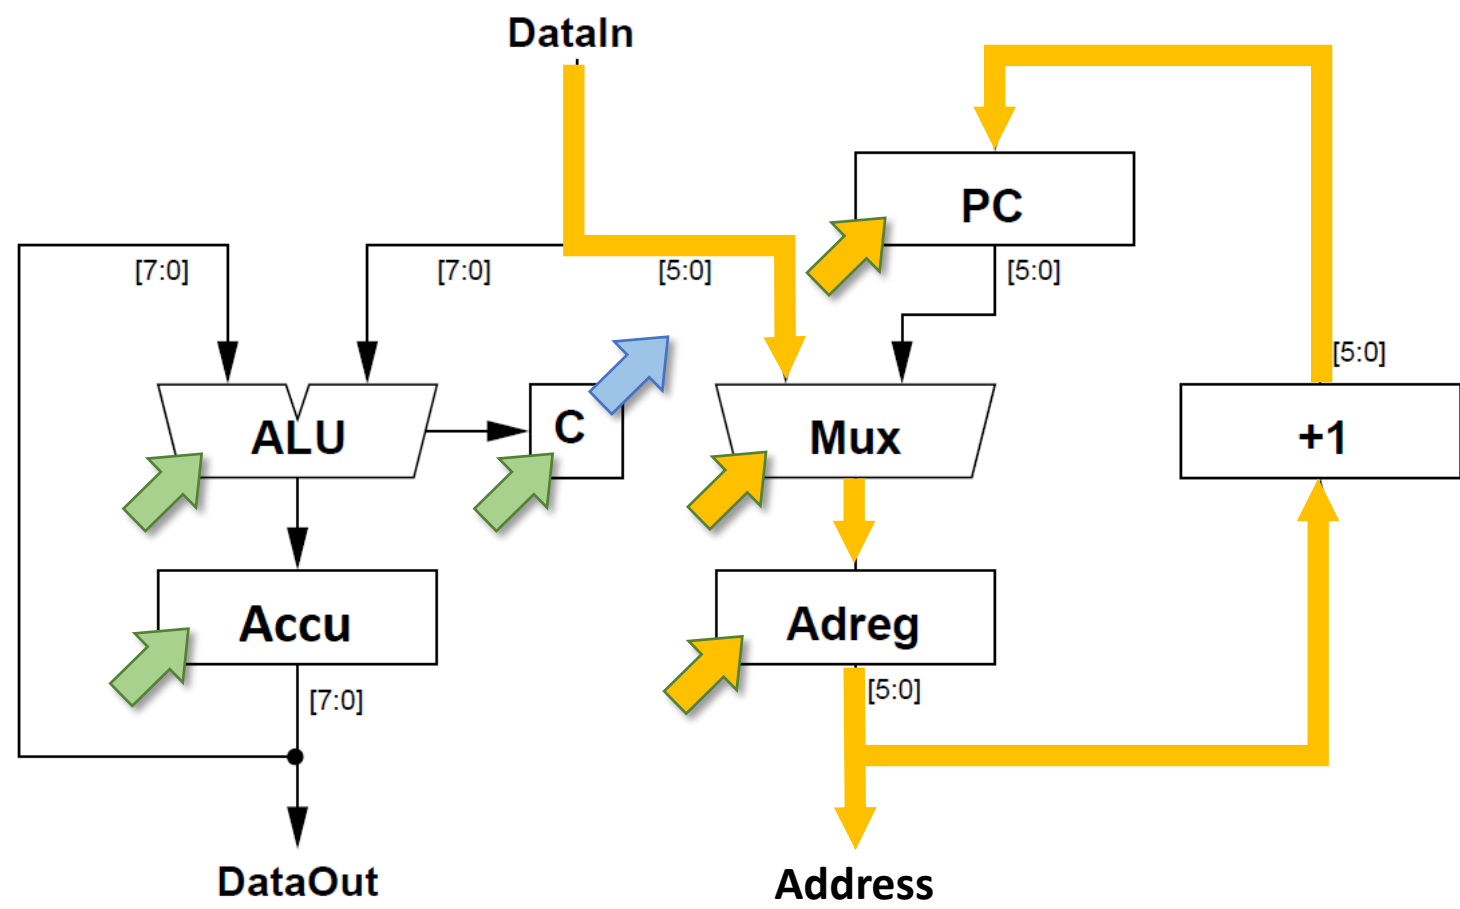 DataIn
PC
[7:0]
[7:0]
[5:0]
[5:0]
[5:0]
ALU
C
Mux
+1
Accu
Adreg
[7:0]
[5:0]
DataOut
Address